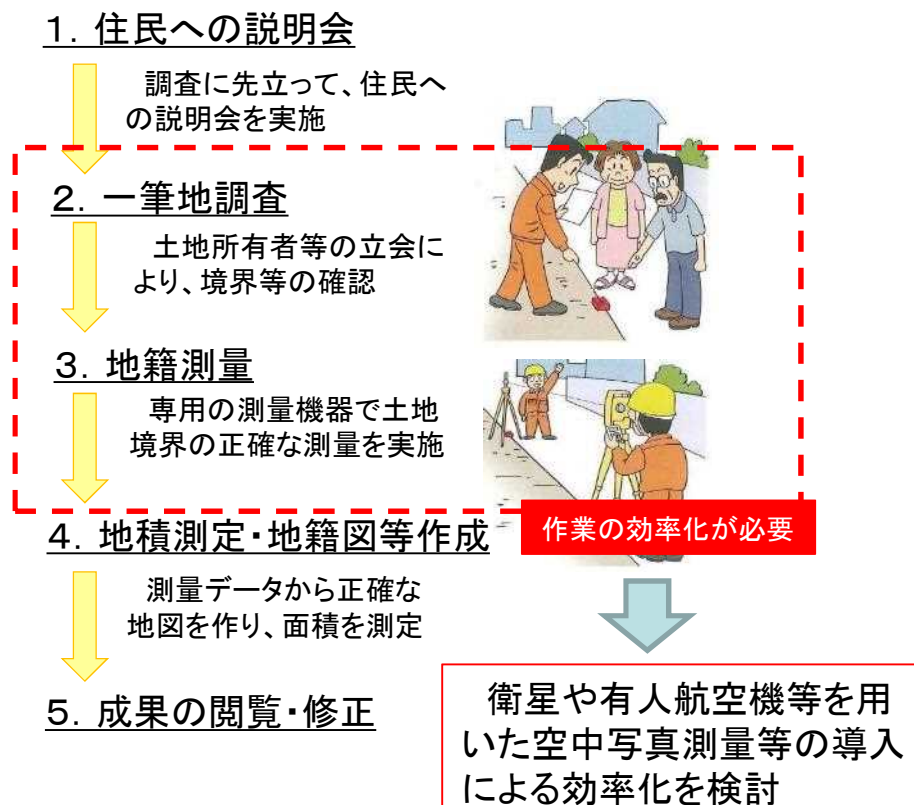 1．住民への説明会
調査に先立って、住民へ
の説明会を実施
２．一筆地調査
土地所有者等の立会に
より、境界等の確認
３．地籍測量
専用の測量機器で土地
境界の正確な測量を実施
作業の効率化が必要
４．地積測定・地籍図等作成
測量データから正確な
地図を作り、面積を測定
５．成果の閲覧・修正
衛星や有人航空機等を用
いた空中写真測量等の導入
による効率化を検討